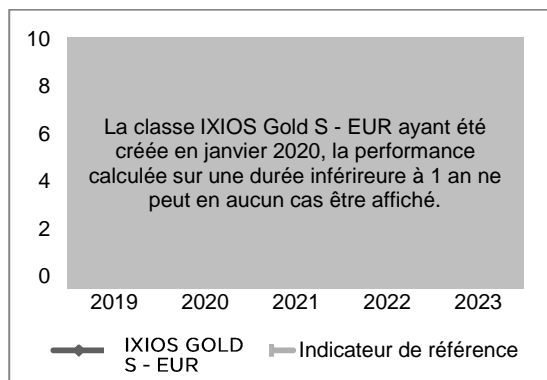 10
8
6
4
2
0
La classe IXIOS Gold S - EUR ayant été
créée en janvier 2020, la performance
calculée sur une durée inférireure à 1 an ne
peut en aucun cas être affiché.
2019 2020 2021 2022 2023
IXIOS GOLD
S - EUR
Indicateur de référence